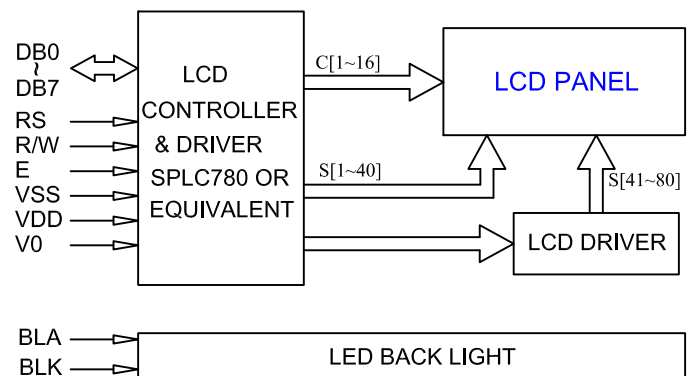 DB0
~
DB7
RS
R/W
E
VSS
VDD
V0
LCD
CONTROLLER
& DRIVER
SPLC780 OR
EQUIVALENT
C[1~16]
S[1~40]
LCD PANEL
S[41~80]
LCD DRIVER
BLA
BLK
LED BACK LIGHT